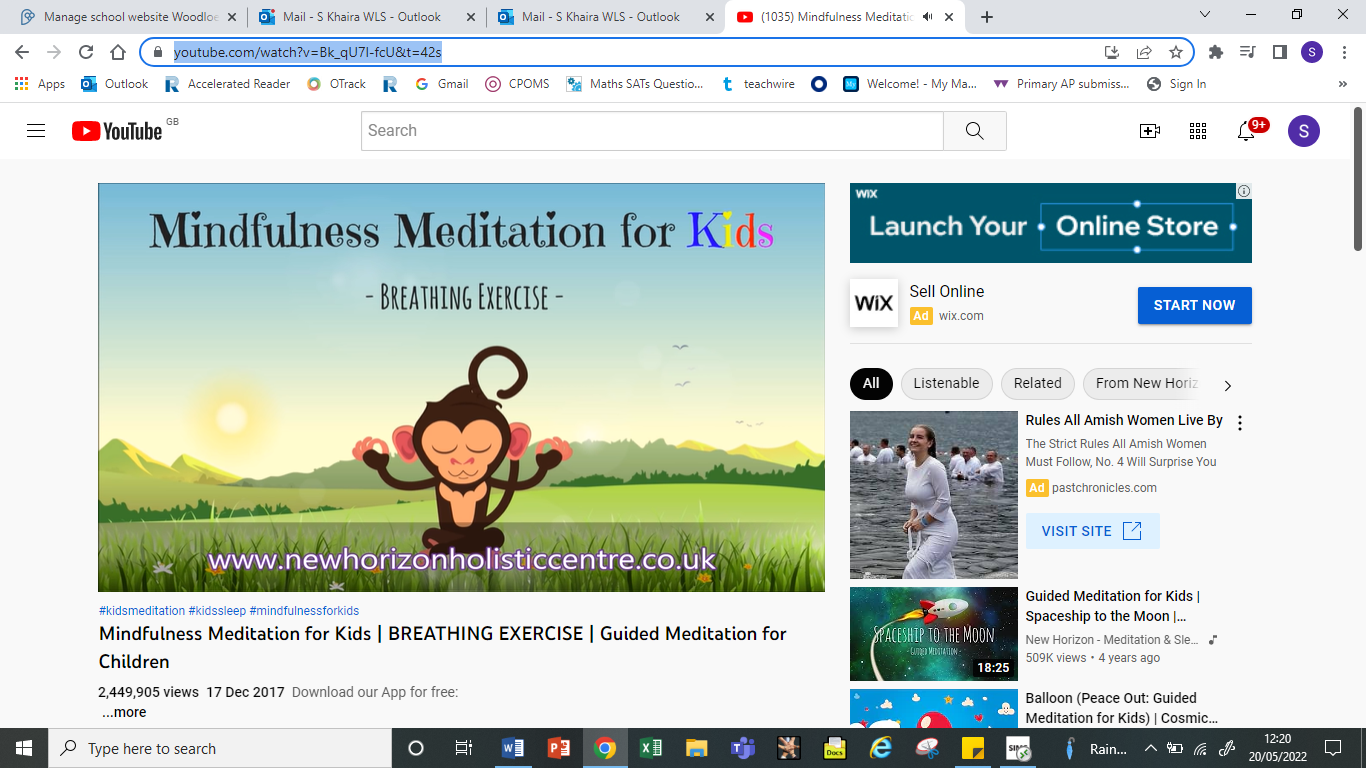 Manage school website Woodloe
Mail - S Khaira WLS - Outlook
Mail - S Khaira WLS - Outlook
(1035) Mindfulness Meditatio
youtube.com/watch?v=Bk_qU7I-fcU&t=42s
S
Apps
Outlook
Accelerated Reader
OTrack
Gmail
CPOMS
Maths SATs Questio...
teachwire
Welcome! - My Ma...
Primary AP submiss...
Sign In
»
YouTube GB
Search
9+
S
Mindfulness Meditation for Kids
- Breathing Exercise -
www.newhorizonholisticcentre.co.uk
#kidsmeditation #kidssleep #mindfulnessforkids
Mindfulness Meditation for Kids | BREATHING EXERCISE | Guided Meditation for
Children
2,449,905 views 17 Dec 2017 Download our App for free:
...more
WIX
Launch Your Online Store
WiX
Sell Online
Ad wix.com
START NOW
All
Listenable
Related
From New Horiz
Rules All Amish Women Live By
The Strict Rules All Amish Women
Must Follow, No. 4 Will Surprise You
Ad pastchronicles.com
VISIT SITE
Spaceship to the Moon
- Guided Meditation -
18:25
Guided Meditation for Kids |
Spaceship to the Moon |...
New Horizon - Meditation & Sle...
509K views • 4 years ago
Balloon (Peace Out: Guided
Meditation for Kids) | Cosmic...
Type here to search
Docs
SIMS
Rain...
12:20
20/05/2022